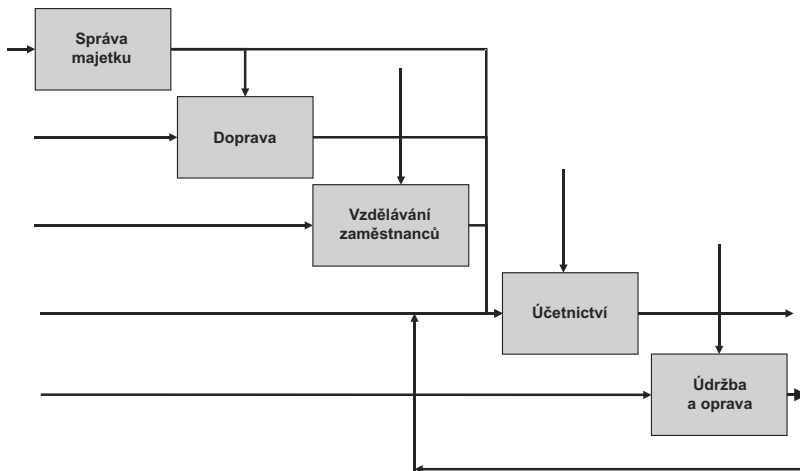 Správa
majetku
Doprava
Vzdělávání
zaměstnanců
Účetnictví
Údržba
a oprava